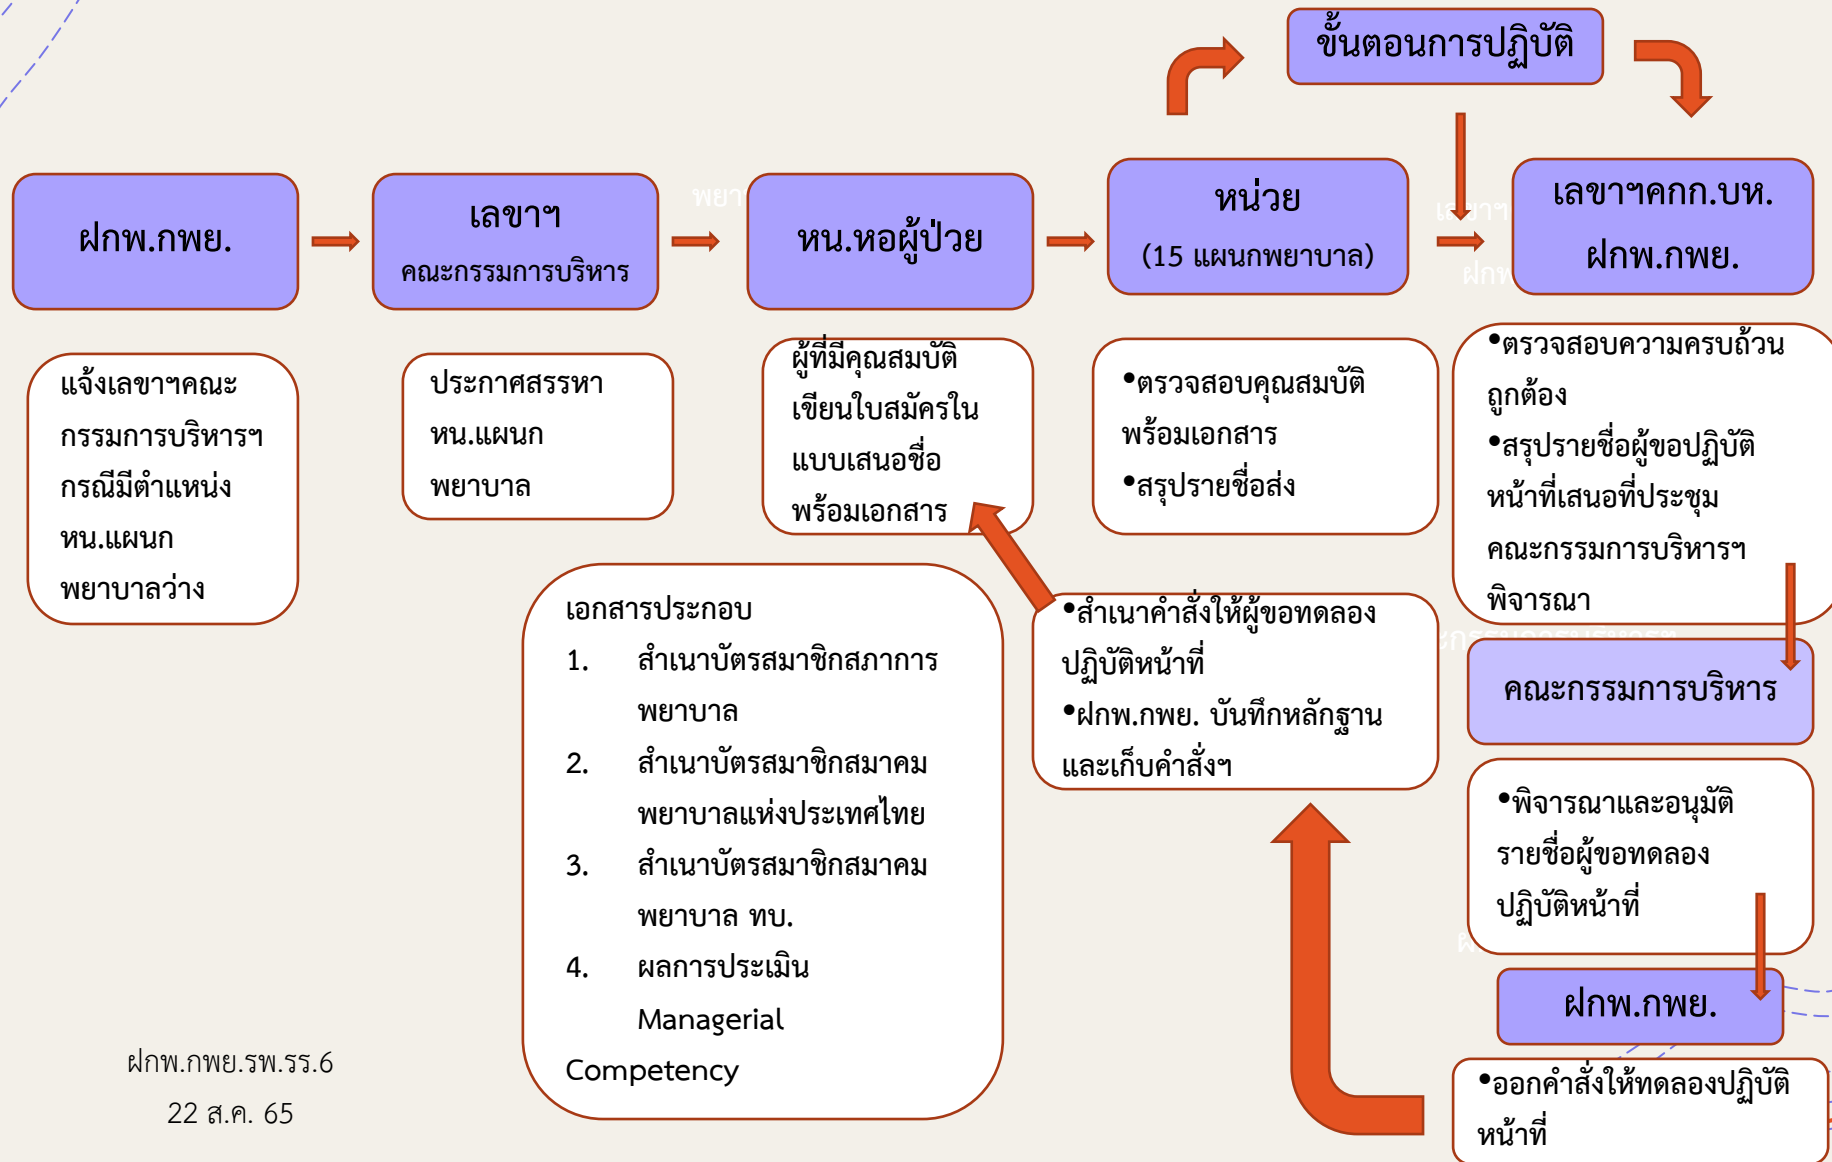 ขั้นตอนการปฏิบัติ
ฝกพ.กพย.
เลขาฯ
คณะกรรมการบริหาร
หน.หอผู้ป่วย
หน่วย
(15 แผนกพยาบาล)
เลขาฯคกก.บห.
ฝกพ.กพย.
แจ้งเลขาฯคณะ
กรรมการบริหารฯ
กรณีมีตำแหน่ง
หน.แผนก
พยาบาลว่าง
ประกาศสรรหา
หน.แผนก
พยาบาล
ผู้ที่มีคุณสมบัติ
เขียนใบสมัครใน
แบบเสนอชื่อ
พร้อมเอกสาร
•ตรวจสอบคุณสมบัติ
พร้อมเอกสาร
•สรุปรายชื่อส่ง
•ตรวจสอบความครบถ้วน
ถูกต้อง
•สรุปรายชื่อผู้ขอปฏิบัติ
หน้าที่เสนอที่ประชุม
คณะกรรมการบริหารฯ
พิจารณา
เอกสารประกอบ
1. สำเนาบัตรสมาชิกสภาการ
พยาบาล
2. สำเนาบัตรสมาชิกสมาคม
พยาบาลแห่งประเทศไทย
3. สำเนาบัตรสมาชิกสมาคม
พยาบาล ทบ.
4. ผลการประเมิน
Managerial
Competency
•สำเนาคำสั่งให้ผู้ขอทดลอง
ปฏิบัติหน้าที่
•ฝกพ.กพย. บันทึกหลักฐาน
และเก็บคำสั่งฯ
คณะกรรมการบริหาร
•พิจารณาและอนุมัติ
รายชื่อผู้ขอทดลอง
ปฏิบัติหน้าที่
ฝกพ.กพย.
•ออกคำสั่งให้ทดลองปฏิบัติ
หน้าที่
ฝกพ.กพย.รพ.รร.6
22 ส.ค. 65